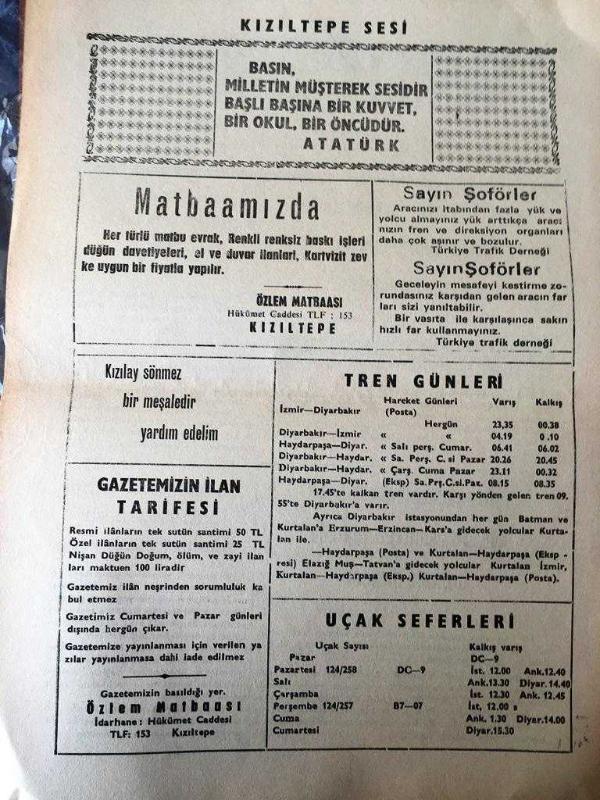 KIZILTEPE SESİ
BASIN,
MİLLETİN MÜŞTEREK SESİDİR
BAŞLI BAŞINA BİR KUVVET,
BİR OKUL, BİR ÖNCÜDÜR.
ATATÜRK
Matbaamızda
Her türlü matbu evrak, Renkli renksiz baskı işleri
düğün davetiyeleri, el ve duvar ilanlari, Kartvizit zev
ke uygun bir fiyatla yapılır.
ÖZLEM MATBAASI
Hükûmet Caddesi TLF : 153
KIZILTEPE
Sayın Şoförler
Aracınızı itabından fazla yük ve
yolcu almayınız yük arttıkça aracı
nızın fren ve direksiyon organları
daha çok aşınır ve bozulur.
Türkiye Trafik Derneği
Sayın Şoförler
Geceleyin mesafeyi kestirme zo-
rundasınız karşıdan gelen aracın far
ları sizi yanıltabilir.
Bir vasıta ile karşılaşınca sakın
hızlı far kullanmayınız.
Türkiye trafik derneği
Kızılay sönmez
bir meşaledir
yardım edelim
GAZETEMİZİN İLAN
TARİFESİ
Resmi ilânların tek sutün santimi 50 TL
Özel ilânların tek sutün santimi 25 TL
Nişan Düğün Doğum, ölüm, ve zayi ilan
ları maktuen 100 liradir
Gazetemiz ilân neşrinden sorumluluk ka
bul etmez
Gazetimiz Cumartesi ve Pazar günleri
dışında hergün çıkar.
Gazetemize yayınlanması için verilen ya
zılar yayınlanmasa dahi iade edilmez
Gazetemizin basıldığı yer.
Özlem Matbaası
İdarhane: Hükûmet Caddesi
TLF: 153 Kızıltepe
TREN GÜNLERİ
Hareket Günleri Varış Kalkış
İzmir—Diyarbakır (Posta)
Hergün 23,35 00.38
Diyarbakır—İzmir « « 04.19 0.10
Haydarpaşa—Diyar. « Salı perş. Cumar. 06.41 06.02
Diyarbakır—Haydar. « Sa. Perş. C. si Pazar 20.26 20.45
Diyarbakır—Haydar. « Çarş. Cuma Pazar 23.11 00,32
Haydarpaşa—Diyar. (Eksp) Sa.Prş.C.si.Paz. 08.15 08.35
17.45'te kalkan tren vardır. Karşı yönden gelen tren 09.
55'te Diyarbakır'a varır.
Ayrıca Diyarbakır istasyonundan her gün Batman ve
Kurtalan'a Erzurum—Erzincan—Kars'a gidecek yolcular Kurta-
lan ile.
—Haydarpaşa (Posta) ve Kurtalan—Haydarpaşa (Eksp -
resi) Elazığ Muş—Tatvan'a gidecek yolcular Kurtalan İzmir,
Kurtalan—Haydarpaşa (Eksp.) Kurtalan—Haydarpaşa (Posta).
UÇAK SEFERLERİ
Uçak Sayısı Kalkış varış
Pazar DC—9
Pazartesi 124/258 DC—9 İst. 12.00 Ank.12.40
Salı Ank.13.30 Diyar.14.40
Çarşamba İst. 12.30 Ank. 12.45
Perşembe 124/257 B7—07 İst, 12.00
Cuma Ank. 1.30 Diyar.14.00
Cumartesi Diyar.15.30